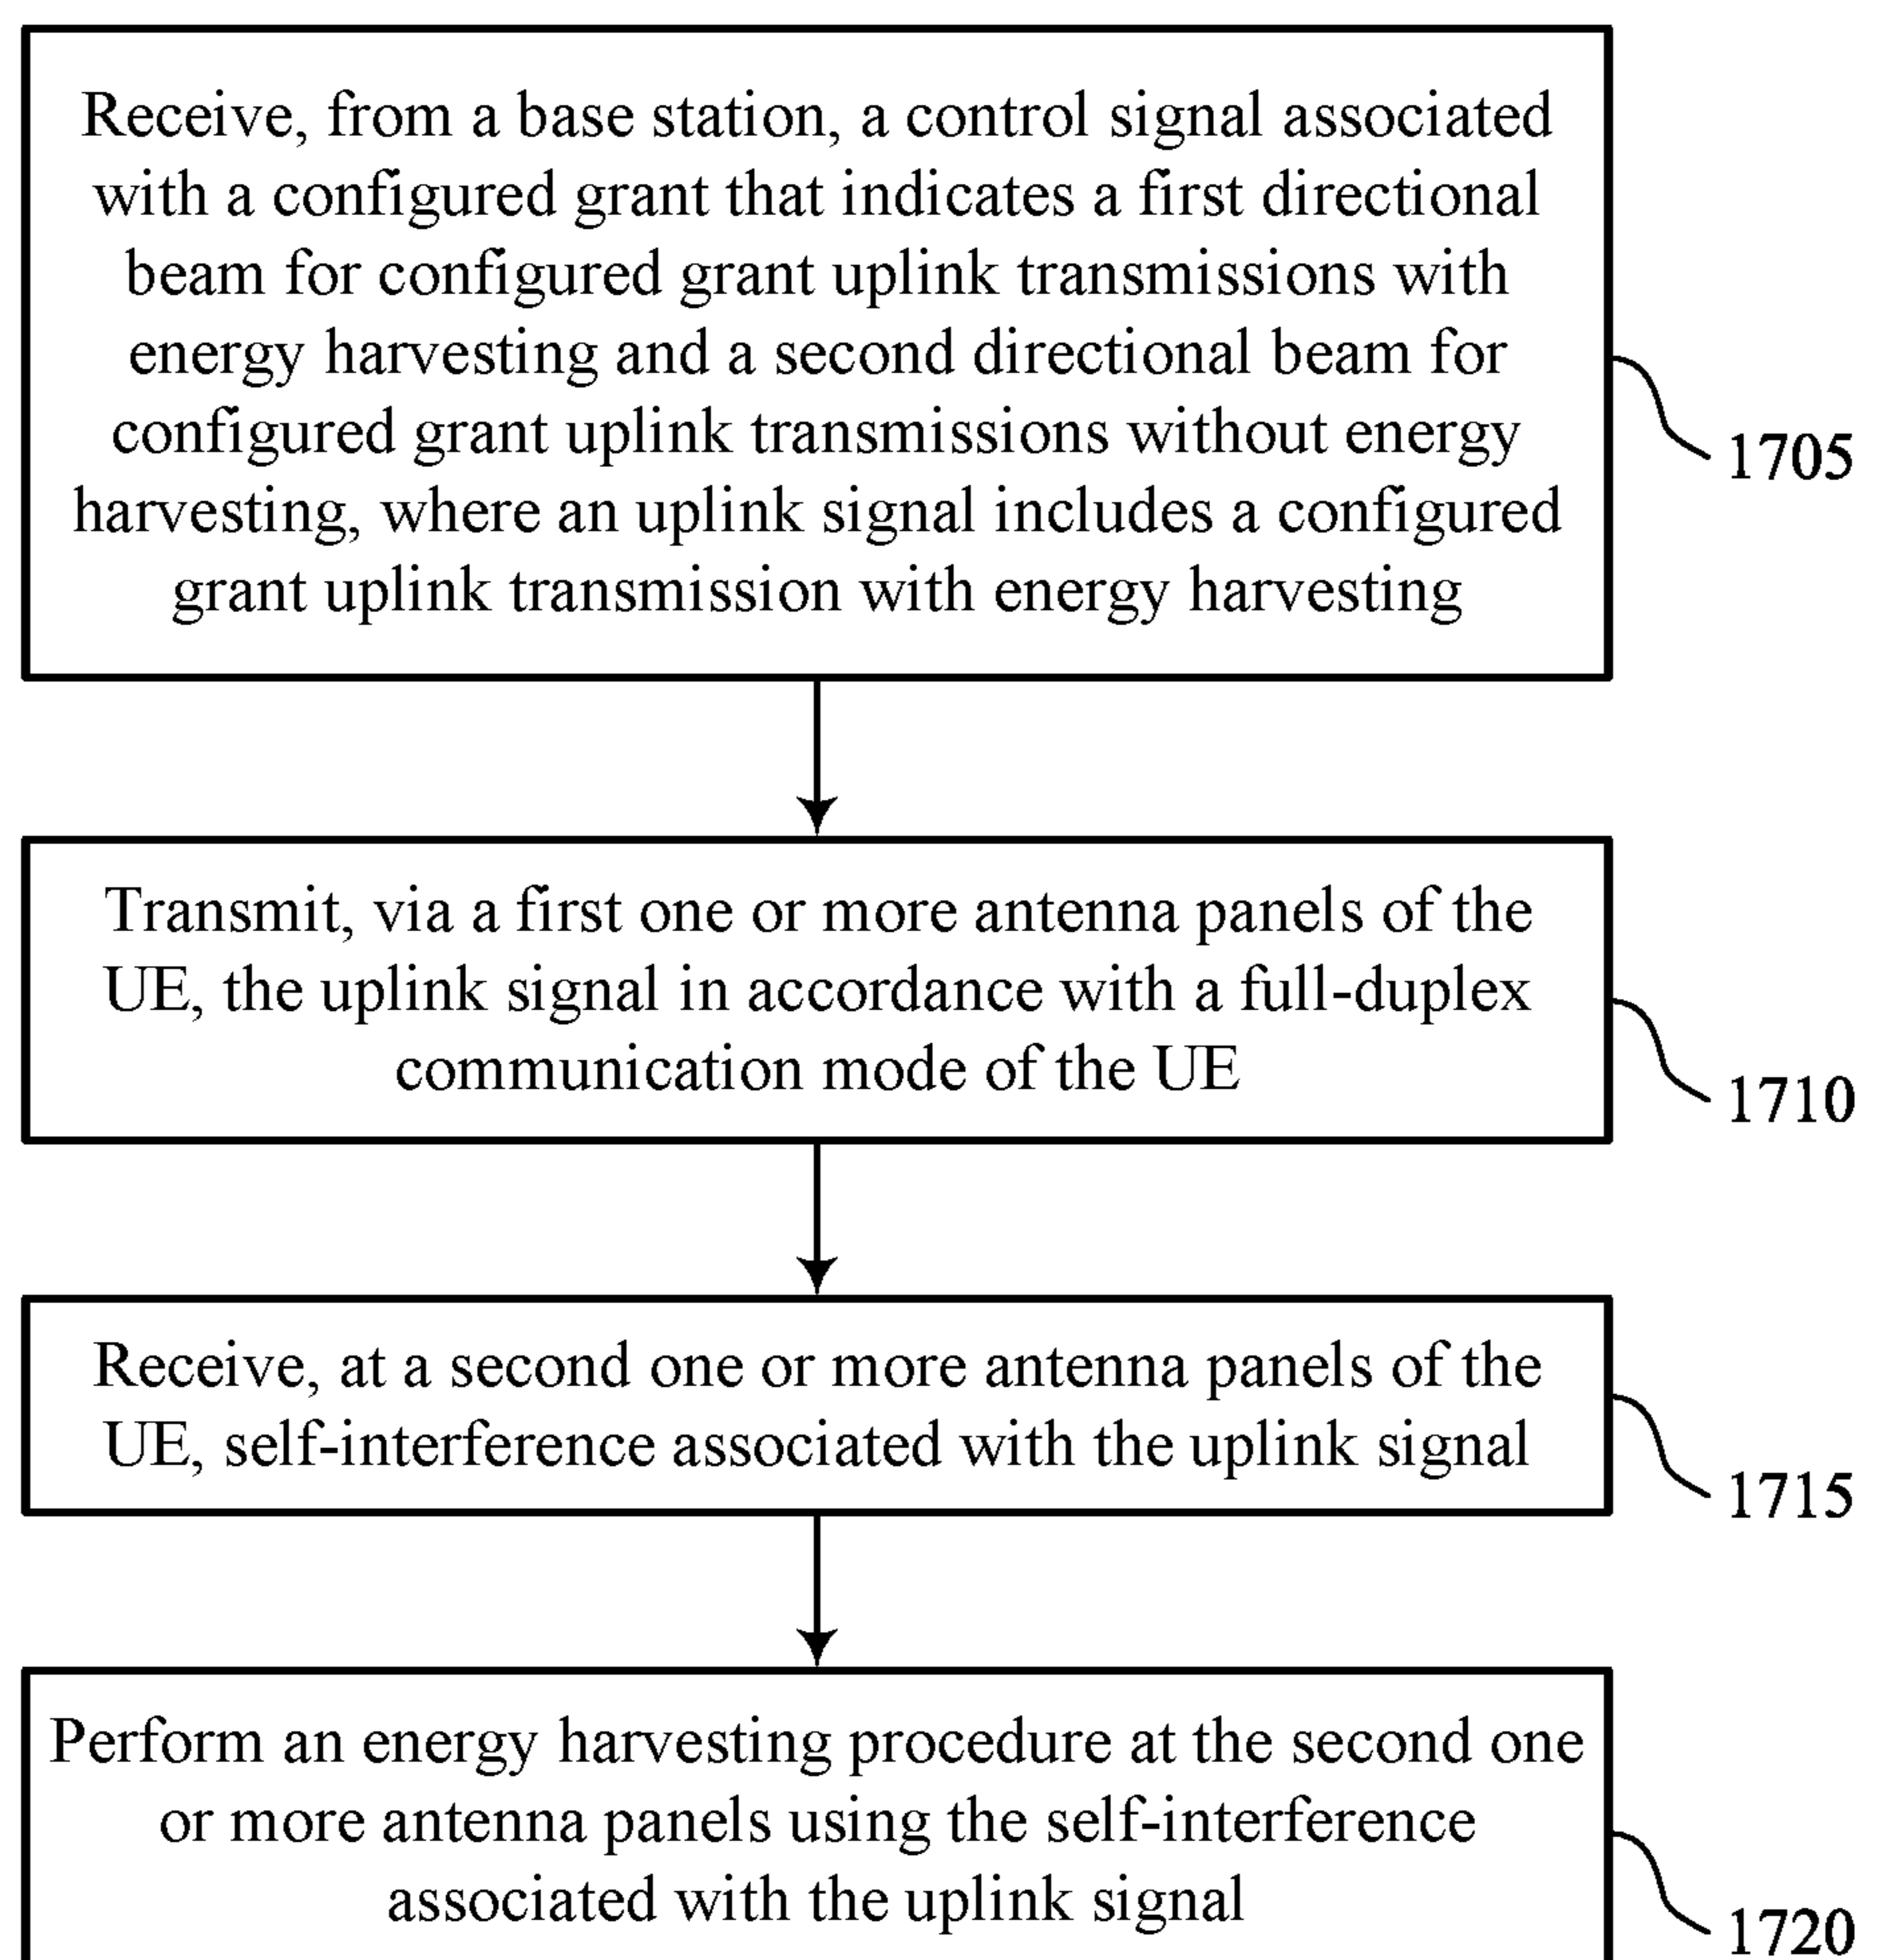 Receive, from a base station, a control signal associated
with a configured grant that indicates a first directional
beam for configured grant uplink transmissions with
energy harvesting and a second directional beam for
configured grant uplink transmissions without energy
harvesting, where an uplink signal includes a configured
grant uplink transmission with energy harvesting
1705
Transmit, via a first one or more antenna panels of the
UE, the uplink signal in accordance with a full-duplex
communication mode of the UE
1710
Receive, at a second one or more antenna panels of the
UE, self-interference associated with the uplink signal
1715
Perform an energy harvesting procedure at the second one
or more antenna panels using the self-interference
associated with the uplink signal
1720